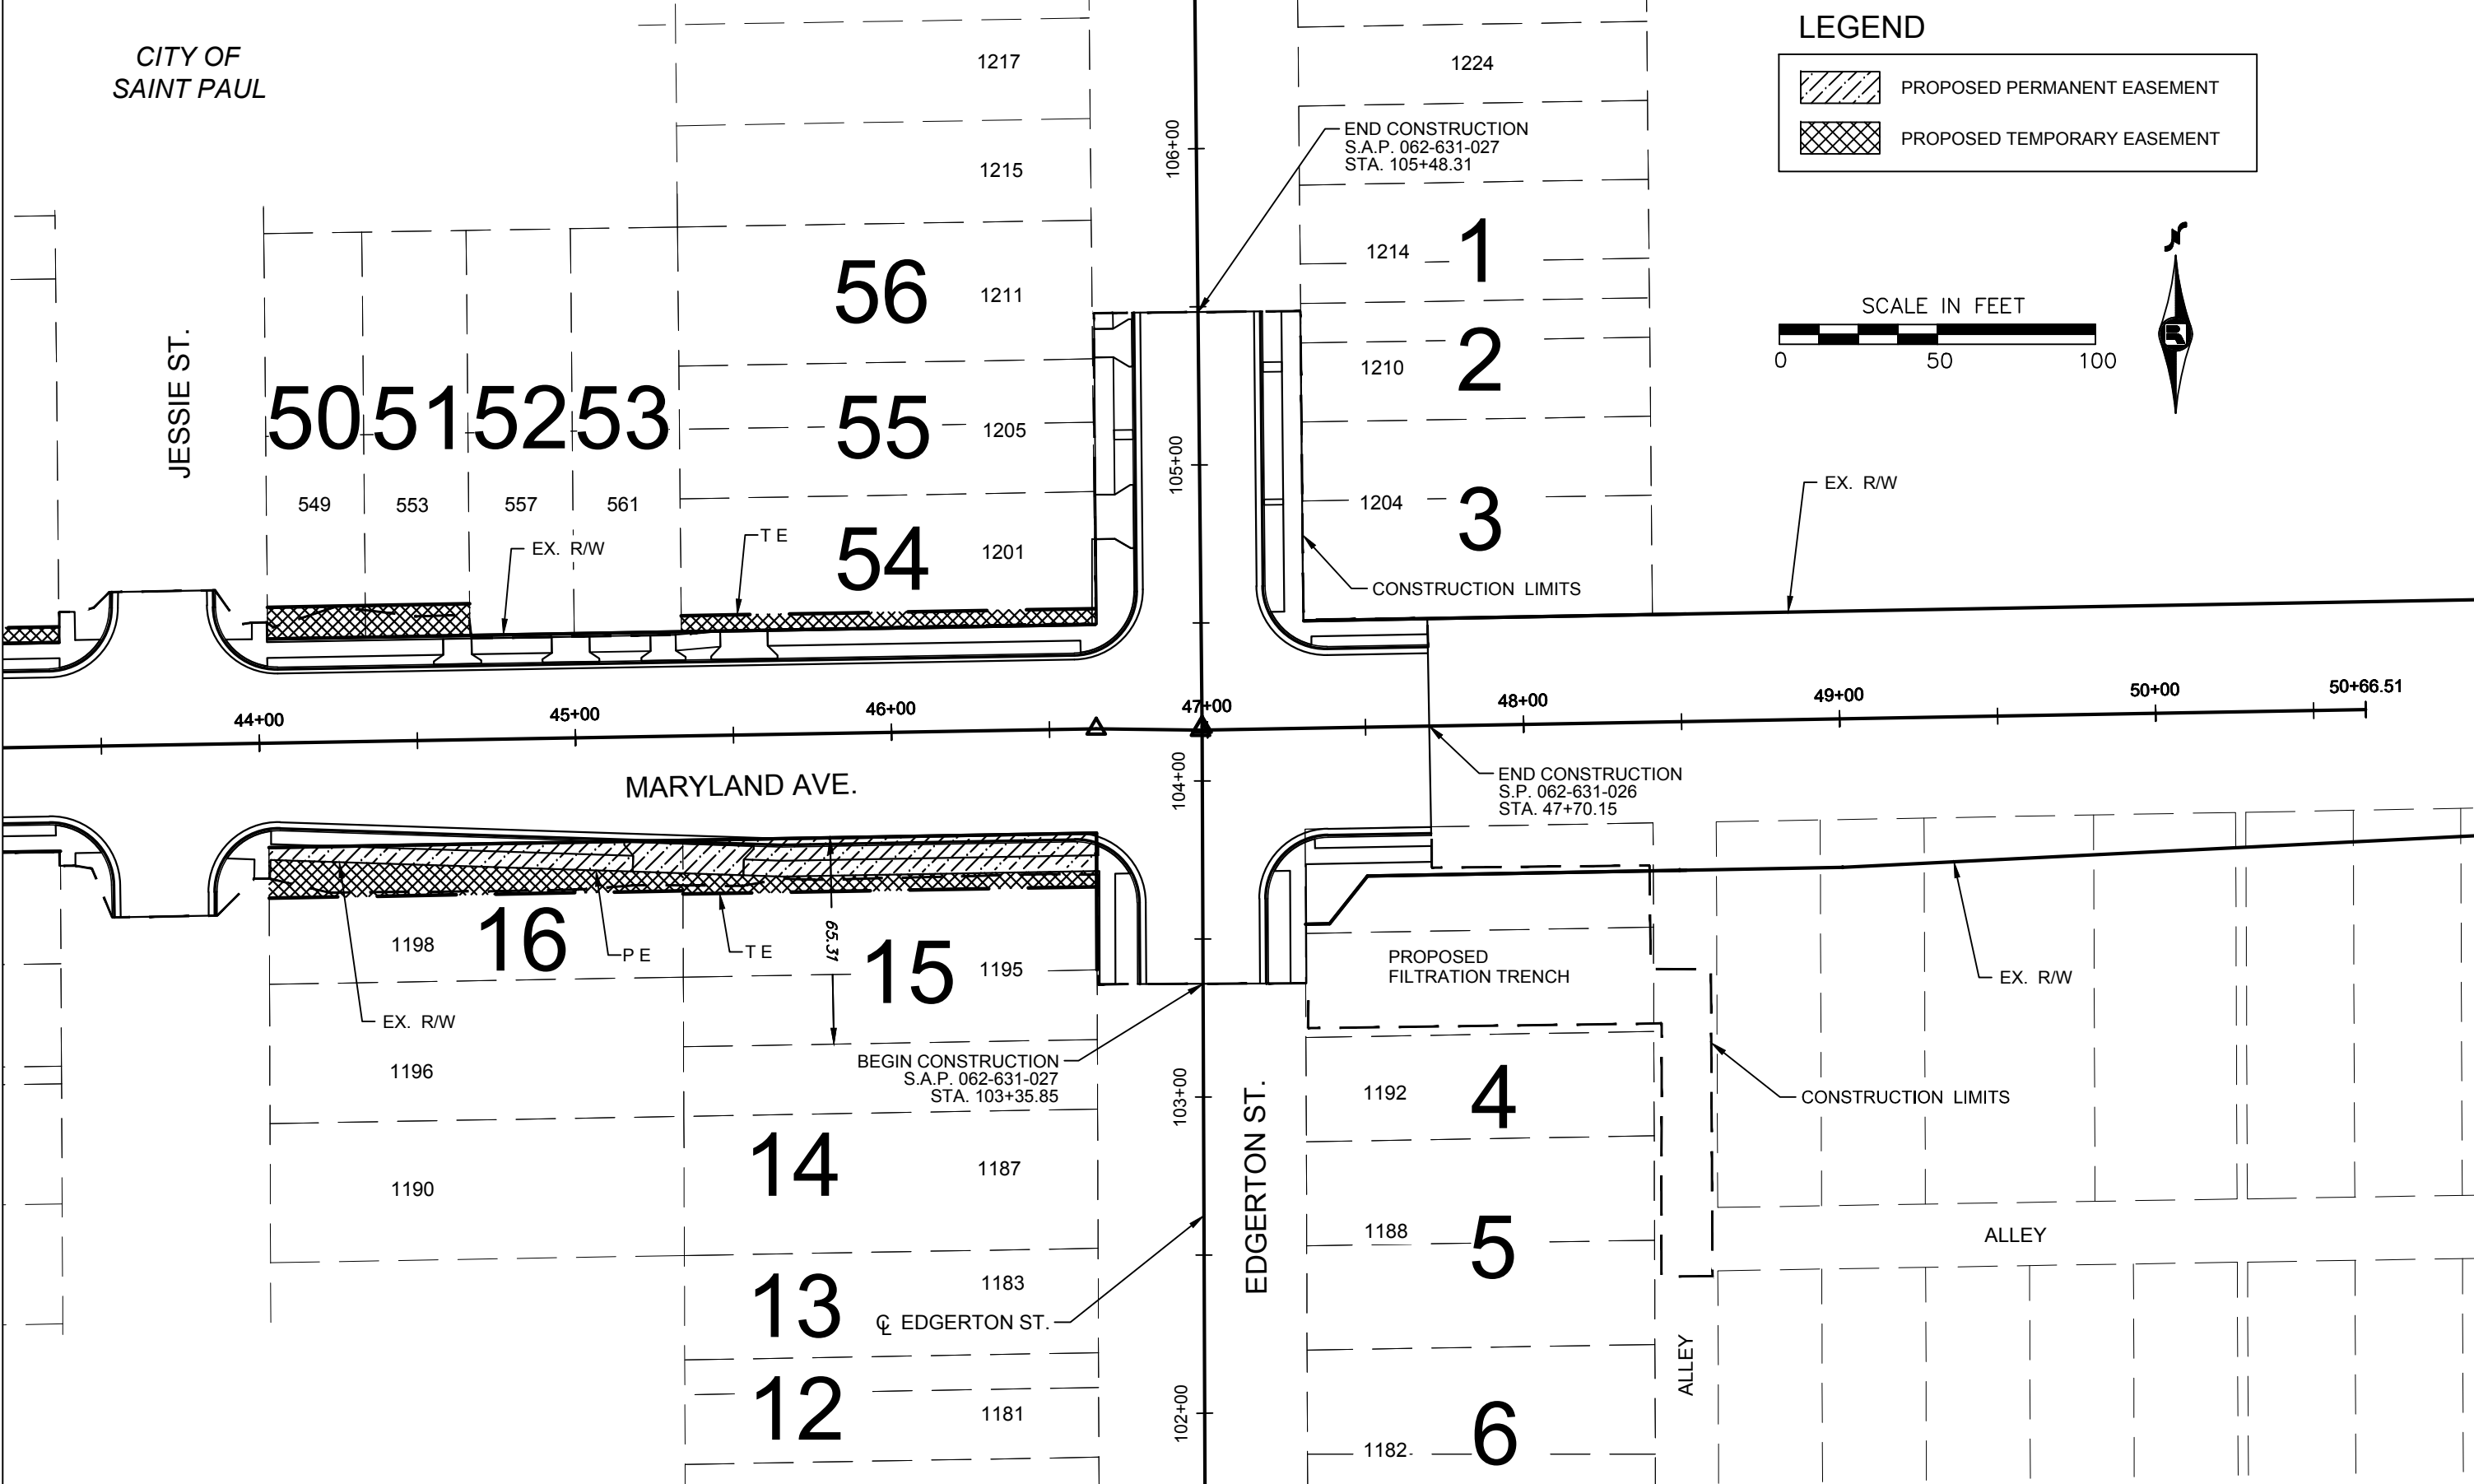 CITY OF
SAINT PAUL
LEGEND
PROPOSED PERMANENT EASEMENT
PROPOSED TEMPORARY EASEMENT
1217
1224
END CONSTRUCTION
S.A.P. 062-631-027
STA. 105+48.31
106+00
1215
1214
1
N
SCALE IN FEET
0
50
100
R
56
1211
JESSIE ST.
50
51
52
53
2
1210
55
1205
105+00
549
553
557
561
EX. R/W
T E
54
1201
1204
3
EX. R/W
CONSTRUCTION LIMITS
44+00
45+00
46+00
47+00
48+00
49+00
50+00
50+66.51
MARYLAND AVE.
104+00
END CONSTRUCTION
S.P. 062-631-026
STA. 47+70.15
1198
16
P E
T E
65.31
15
1195
PROPOSED
FILTRATION TRENCH
EX. R/W
EX. R/W
1196
BEGIN CONSTRUCTION
S.A.P. 062-631-027
STA. 103+35.85
103+00
EDGERTON ST.
1192
4
CONSTRUCTION LIMITS
1190
14
1187
1188
5
ALLEY
13
1183
℄ EDGERTON ST.
12
1181
102+00
1182
6
ALLEY